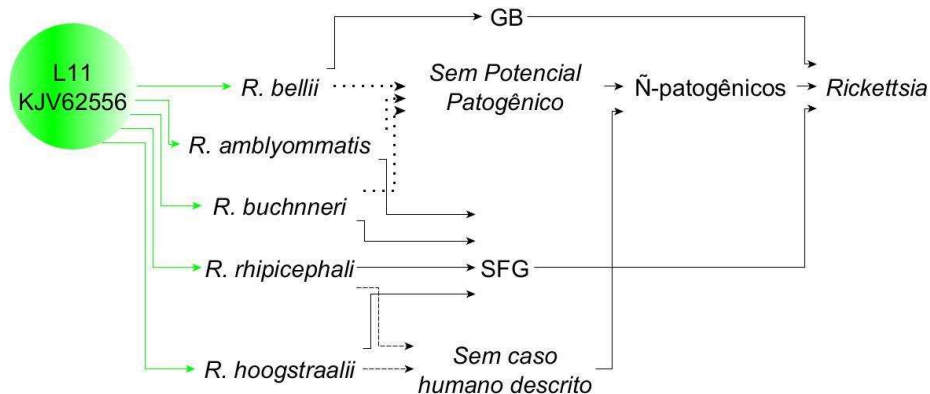 GB
L11
KJV62556
R. bellii
Sem Potencial
Patogênico
Ñ-patogênicos
Rickettsia
R. amblyommatis
R. buchnneri
R. rhipicephali
SFG
R. hoogstraalii
Sem caso
humano descrito